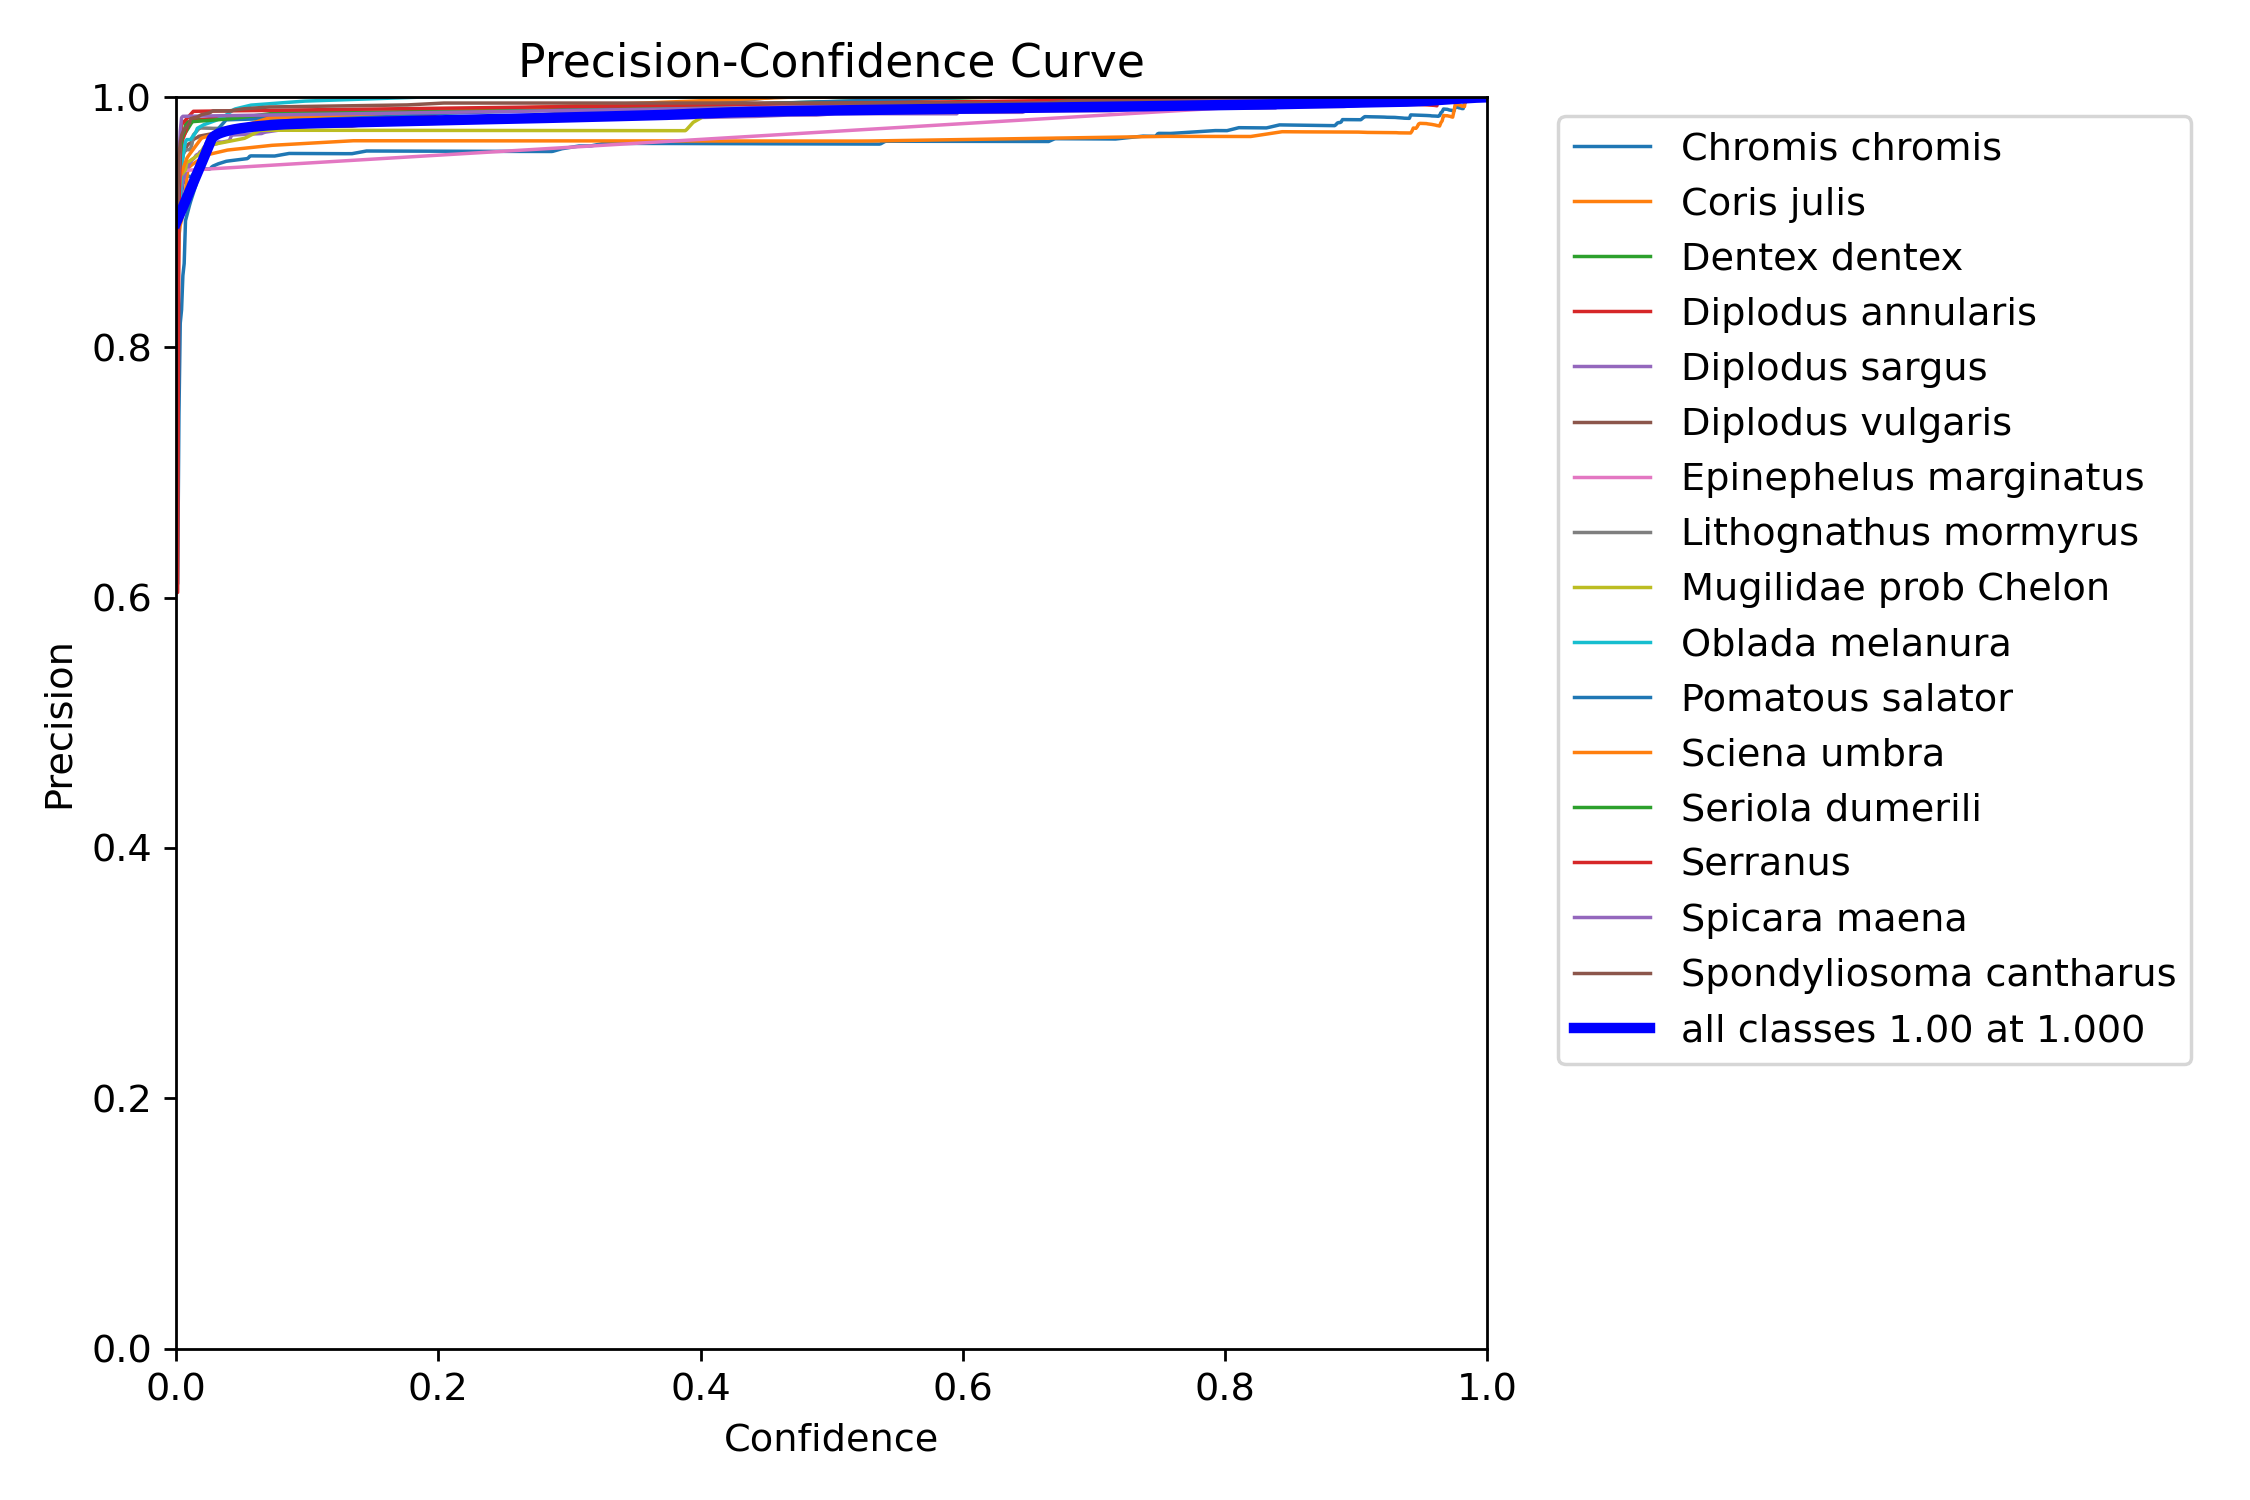 Precision-Confidence Curve
1.0
0.8
0.6
0.4
0.2
0.0
Precision
0.0 0.2 0.4 0.6 0.8 1.0
Confidence
Chromis chromis
Coris julis
Dentex dentex
Diplodus annularis
Diplodus sargus
Diplodus vulgaris
Epinephelus marginatus
Lithognathus mormyrus
Mugilidae prob Chelon
Oblada melanura
Pomatous salator
Sciena umbra
Seriola dumerili
Serranus
Spicara maena
Spondyliosoma cantharus
all classes 1.00 at 1.000